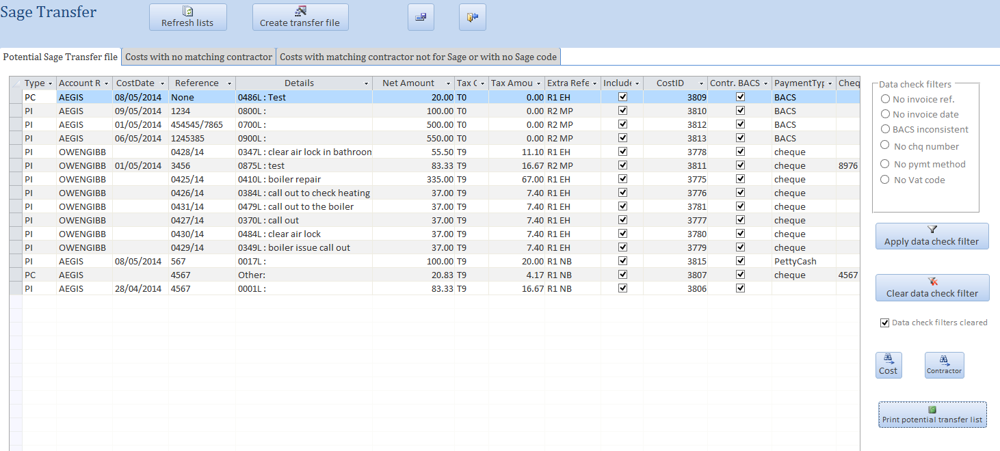 Sage Transfer
Refresh lists
Create transfer file
Potential Sage Transfer file
Costs with no matching contractor
Costs with matching contractor not for Sage or with no Sage code
Type Account R CostDate Reference Details Net Amount Tax C Tax Amou Extra Refe Include CostID Contr. BACS PaymentTyp Cheq
PC AEGIS 08/05/2014 None 0486L : Test 20.00 T0 0.00 R1 EH 3809 BACS
PI AEGIS 09/05/2014 1234 0800L : 100.00 T0 0.00 R2 MP 3810 BACS
PI AEGIS 01/05/2014 454545/7865 0700L : 500.00 T0 0.00 R2 MP 3812 BACS
PI AEGIS 06/05/2014 1245385 0900L : 550.00 T0 0.00 R2 MP 3813 BACS
PI OWENGIBB 0428/14 0347L : clear air lock in bathroon 55.50 T9 11.10 R1 EH 3778 cheque
PI OWENGIBB 01/05/2014 3456 0875L : test 83.33 T9 16.67 R2 MP 3811 cheque 8976
PI OWENGIBB 0425/14 0410L : boiler repair 335.00 T9 67.00 R1 EH 3775 cheque
PI OWENGIBB 0426/14 0384L : call out to check heating 37.00 T9 7.40 R1 EH 3776 cheque
PI OWENGIBB 0431/14 0479L : call out to the boiler 37.00 T9 7.40 R1 EH 3781 cheque
PI OWENGIBB 0427/14 0370L : call out 37.00 T9 7.40 R1 EH 3777 cheque
PI OWENGIBB 0430/14 0484L : clear air lock 37.00 T9 7.40 R1 EH 3780 cheque
PI OWENGIBB 0429/14 0349L : boiler issue call out 37.00 T9 7.40 R1 EH 3779 cheque
PI AEGIS 08/05/2014 567 0017L : 100.00 T9 20.00 R1 NB 3815 PettyCash
PC AEGIS 4567 Other: 20.83 T9 4.17 R1 NB 3807 cheque 4567
PI AEGIS 28/04/2014 4567 0001L : 83.33 T9 16.67 R1 NB 3806
Data check filters
No invoice ref.
No invoice date
BACS inconsistent
No chq number
No pymt method
No Vat code
Apply data check filter
Clear data check filter
Data check filters cleared
Cost
Contractor
Print potential transfer list